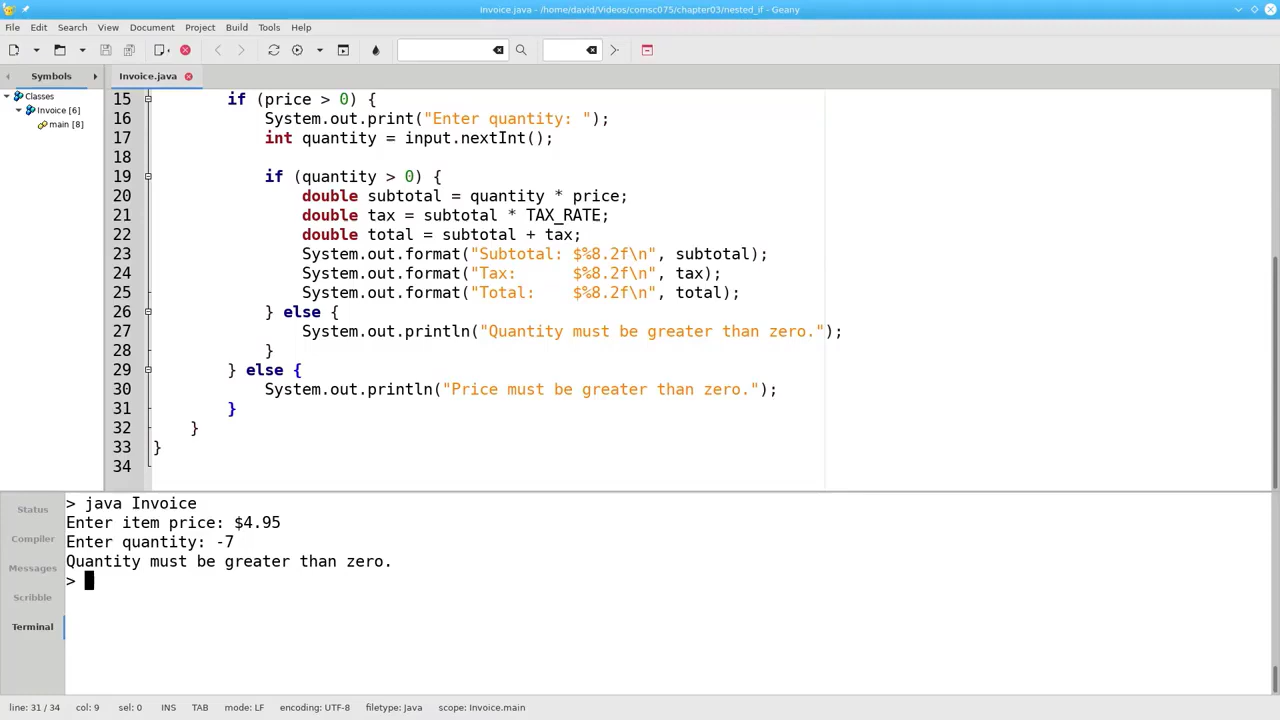 Invoice.java - /home/david/Videos/comsc075/chapter03/nested_if - Geany
File Edit Search View Document Project Build Tools Help
Symbols
Invoice.java
Classes
Invoice [6]
main [8]
15 if (price > 0) {
16 System.out.print("Enter quantity: ");
17 int quantity = input.nextInt();
18
19 if (quantity > 0) {
20 double subtotal = quantity * price;
21 double tax = subtotal * TAX_RATE;
22 double total = subtotal + tax;
23 System.out.format("Subtotal: $%8.2f\n", subtotal);
24 System.out.format("Tax:      $%8.2f\n", tax);
25 System.out.format("Total:    $%8.2f\n", total);
26 } else {
27 System.out.println("Quantity must be greater than zero.");
28 }
29 } else {
30 System.out.println("Price must be greater than zero.");
31 }
32 }
33 }
34
Status
Compiler
Messages
Scribble
Terminal
> java Invoice
Enter item price: $4.95
Enter quantity: -7
Quantity must be greater than zero.
>
line: 31 / 34 col: 9 sel: 0 INS TAB mode: LF encoding: UTF-8 filetype: Java scope: Invoice.main